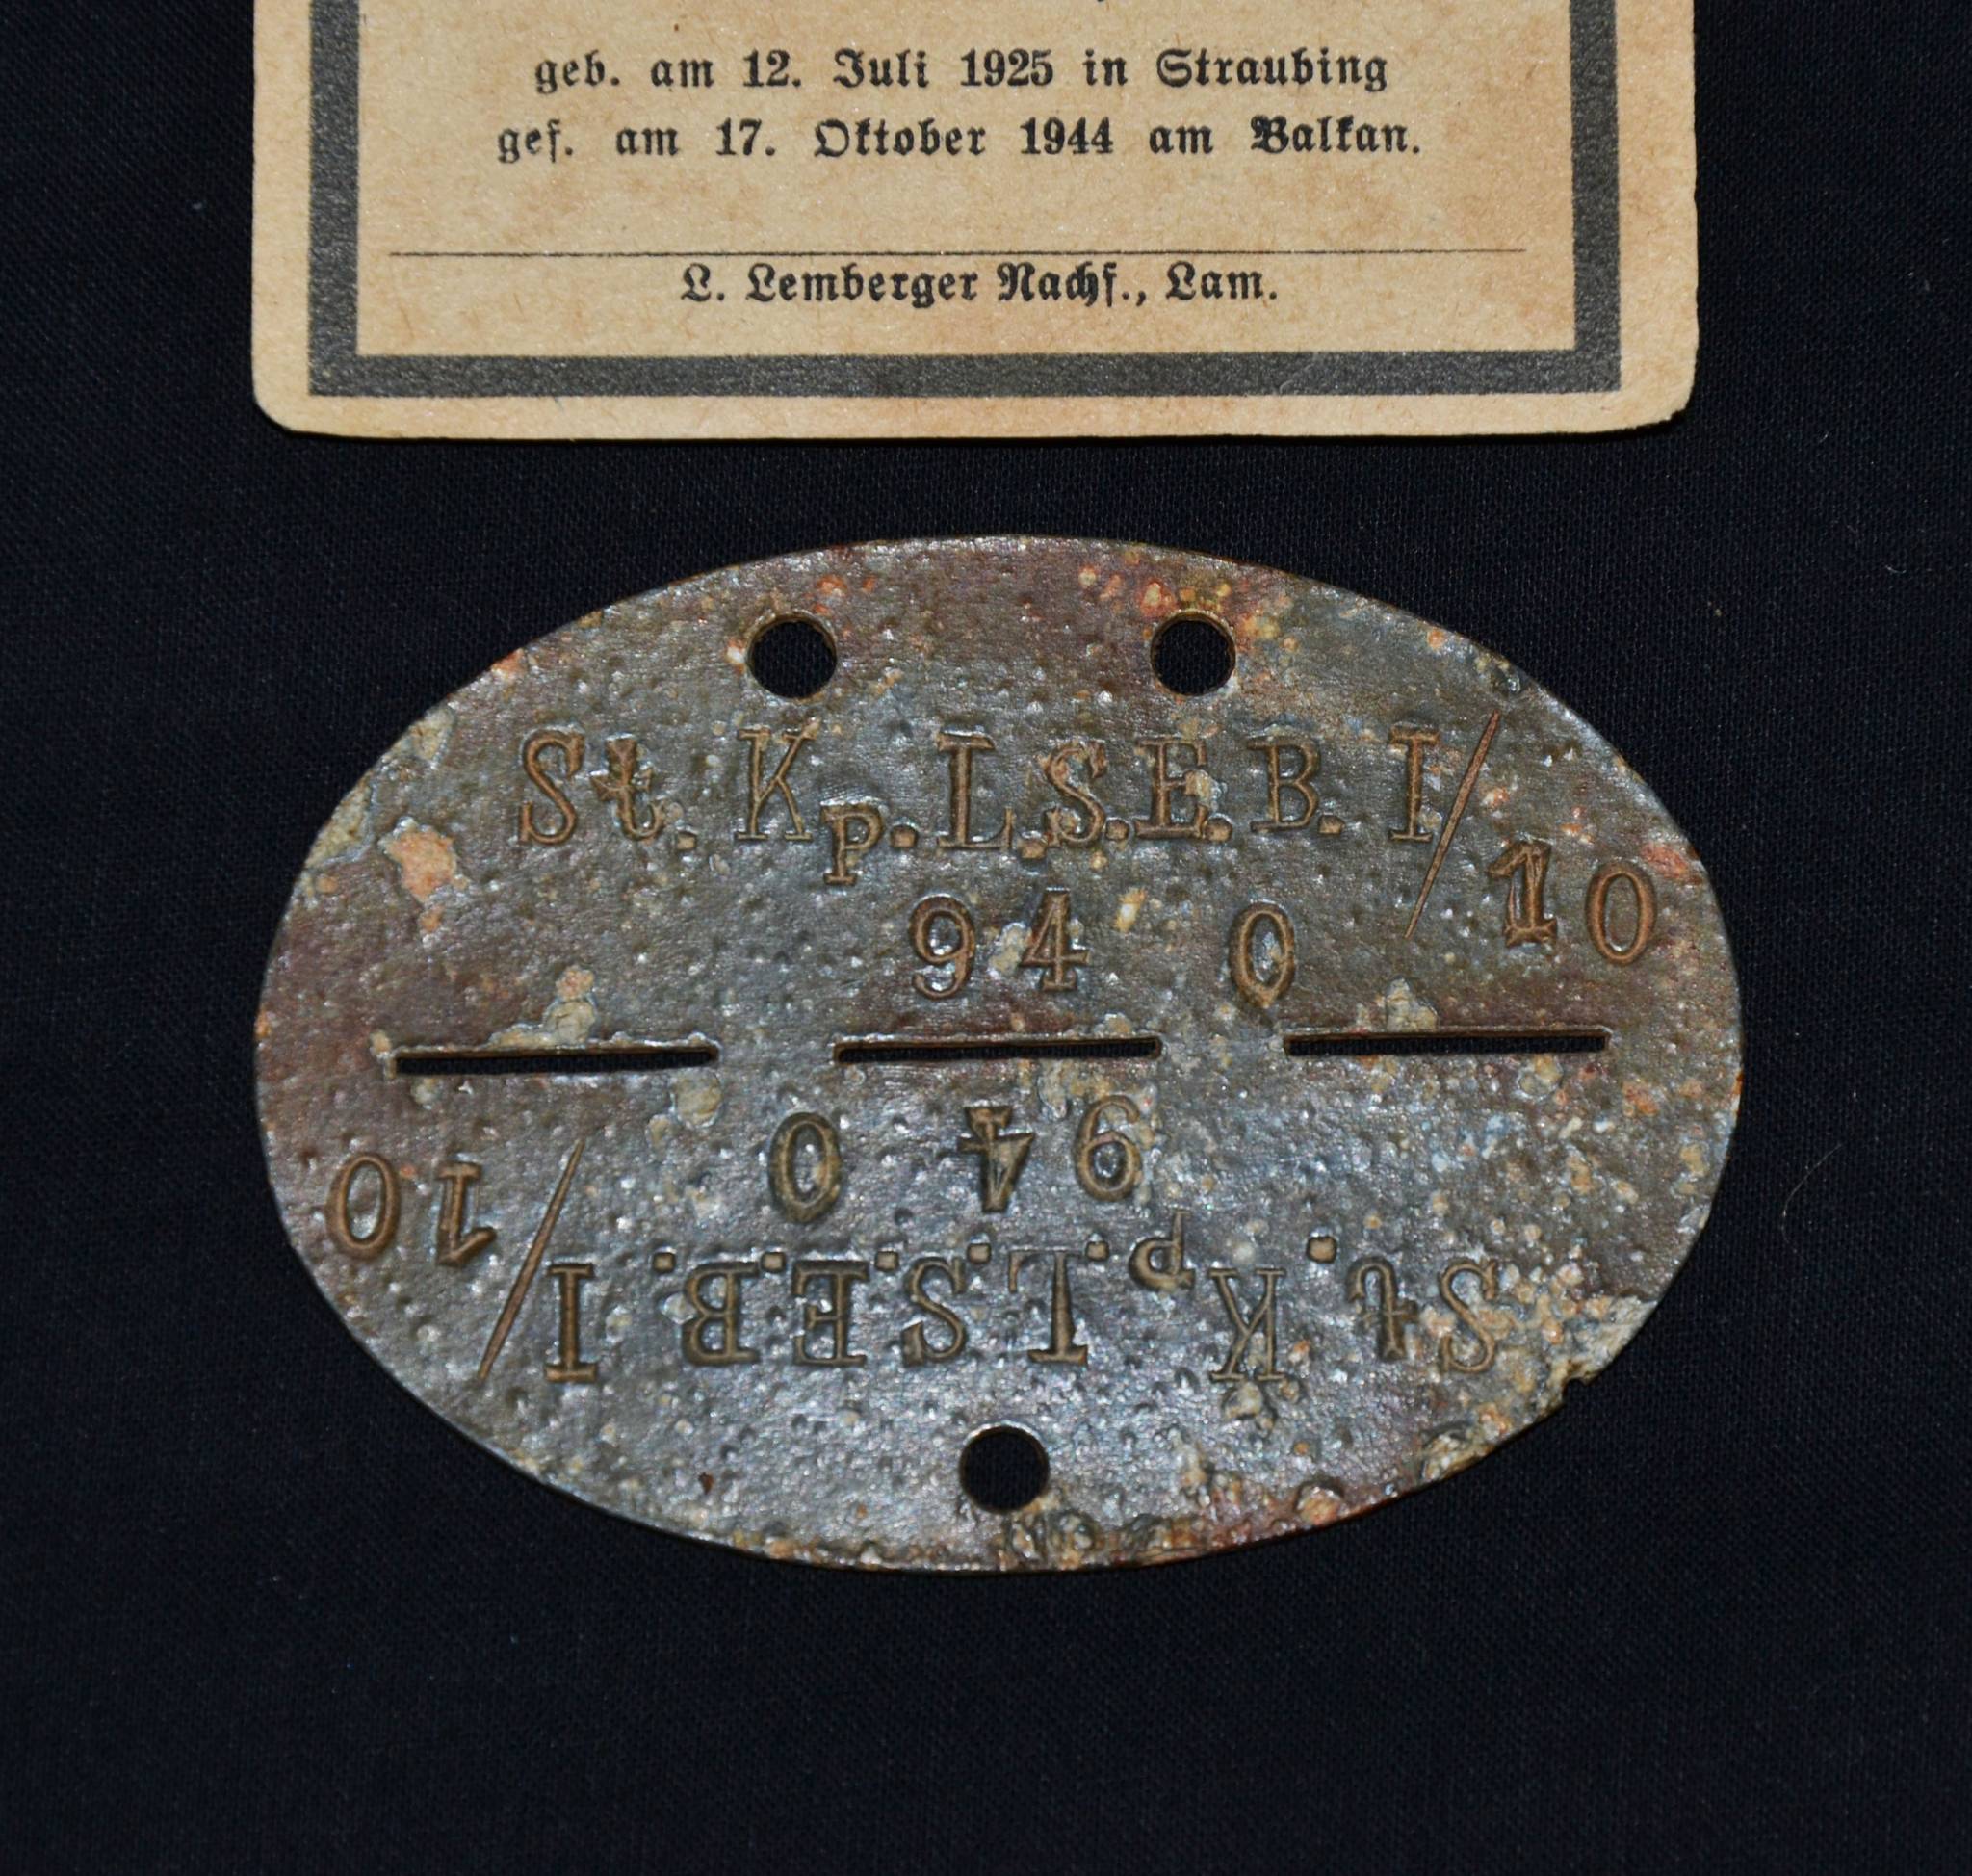 geb. am 12. Juli 1925 in Straubing
gef. am 17. Oktober 1944 am Balkan.
L. Lemberger Nachf., Lam.
St. Kp. L.S.E.B. I/10
94 0
94 0
St. Kp. L.S.E.B. I/10